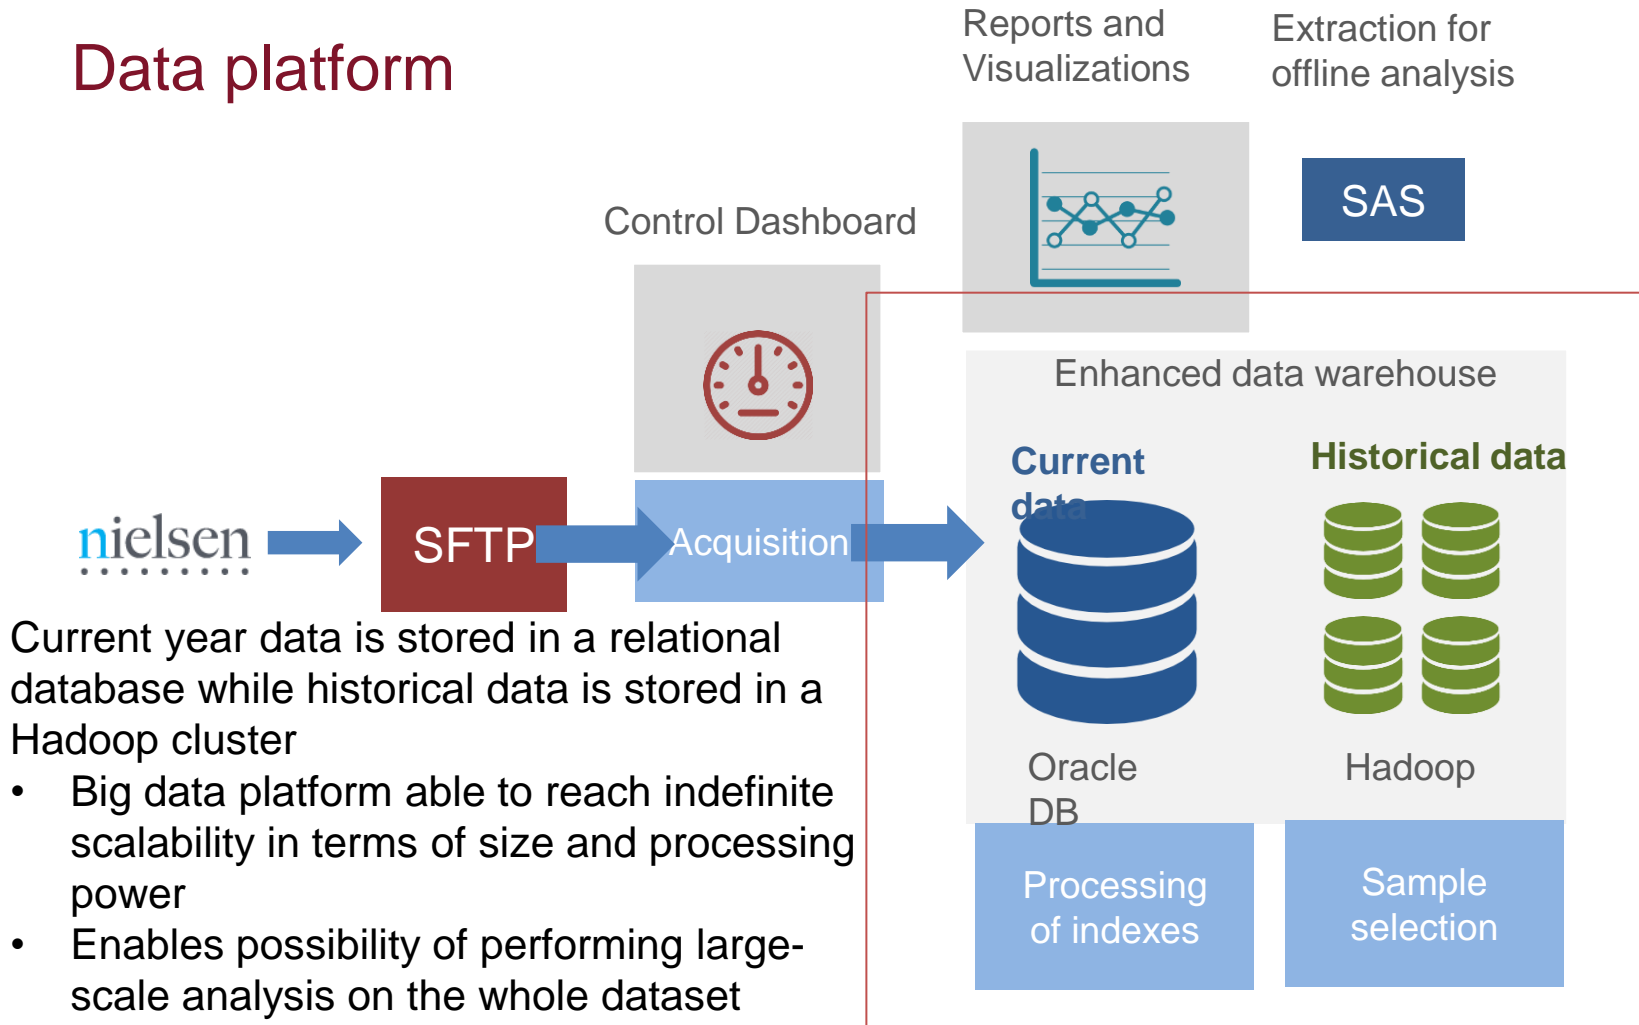 Data platform
Reports and
Visualizations
Extraction for
offline analysis
SAS
Control Dashboard
Enhanced data warehouse
Current
data
Historical data
nielsen
SFTP
Acquisition
Current year data is stored in a relational
database while historical data is stored in a
Hadoop cluster
• Big data platform able to reach indefinite
scalability in terms of size and processing
power
• Enables possibility of performing large-
scale analysis on the whole dataset
Oracle
DB
Hadoop
Processing
of indexes
Sample
selection